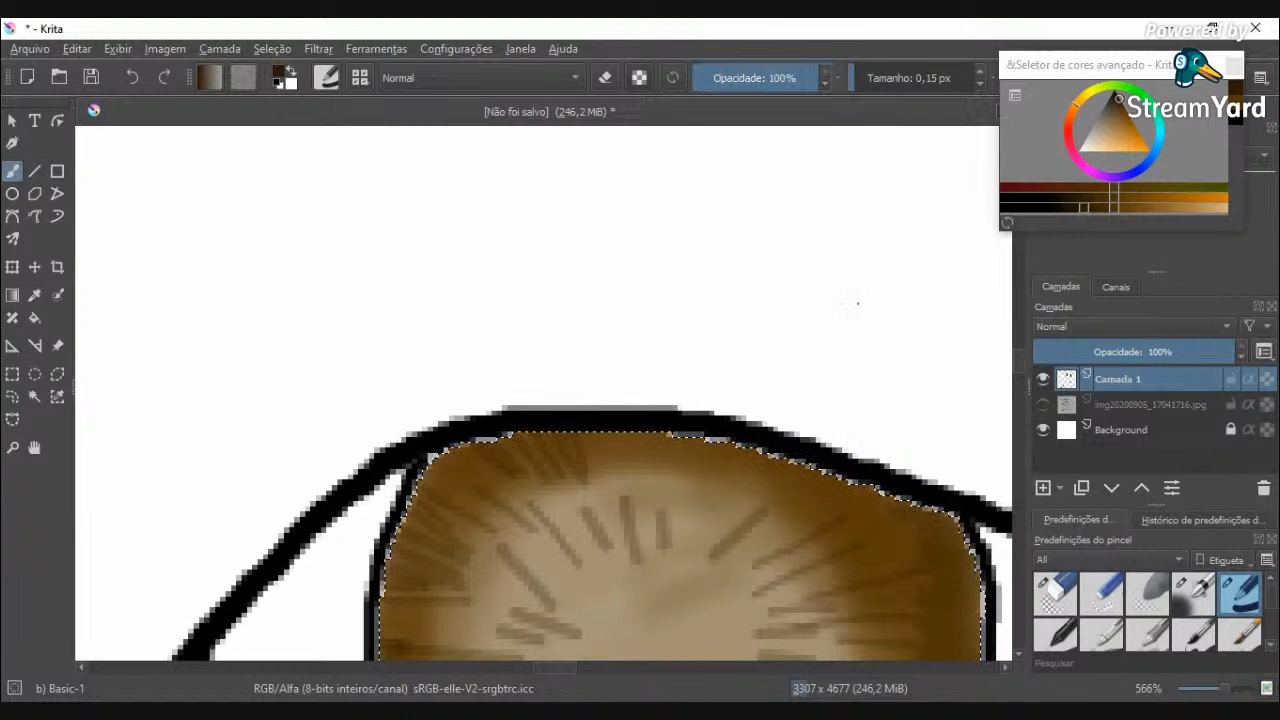 * - Krita
Powered by
StreamYard
Arquivo Editar Exibir Imagem Camada Seleção Filtrar Ferramentas Configurações Janela Ajuda
Normal
Opacidade: 100%
Tamanho: 0,15 px
&Seletor de cores avançado - Krita
[Não foi salvo] (246,2 MiB) *
Camadas Canais
Camadas
Normal
Opacidade: 100%
Camada 1
img20200905_17041716.jpg
Background
Predefinições d...
Histórico de predefinições d...
Predefinições do pincel
All
Etiqueta
Pesquisar
b) Basic-1
RGB/Alfa (8-bits inteiros/canal) sRGB-elle-V2-srgbtrc.icc
3307 x 4677 (246,2 MiB)
566%